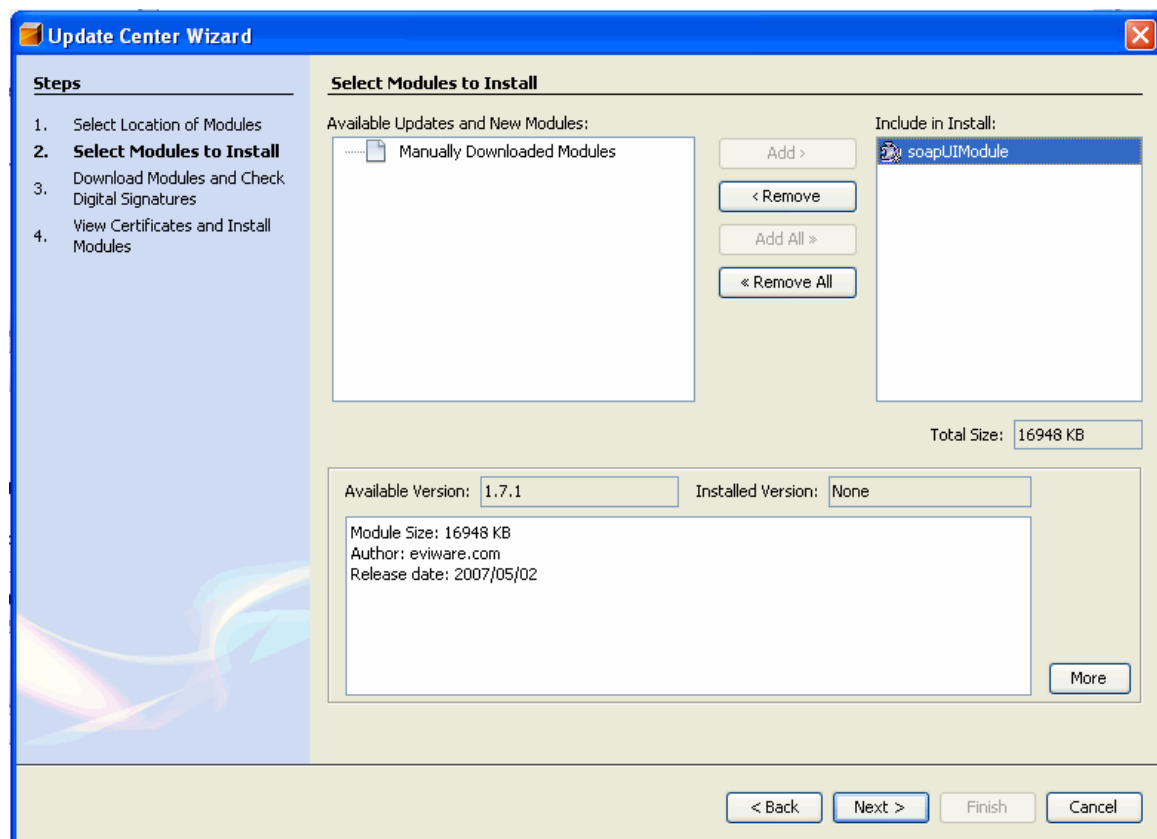 Update Center Wizard
Steps
1. Select Location of Modules
2. Select Modules to Install
3. Download Modules and Check
Digital Signatures
4. View Certificates and Install
Modules
Select Modules to Install
Available Updates and New Modules:
Manually Downloaded Modules
Add >
< Remove
Add All »
« Remove All
Include in Install:
soapUIModule
Total Size: 16948 KB
Available Version: 1.7.1
Installed Version: None
Module Size: 16948 KB
Author: eviware.com
Release date: 2007/05/02
More
< Back
Next >
Finish
Cancel